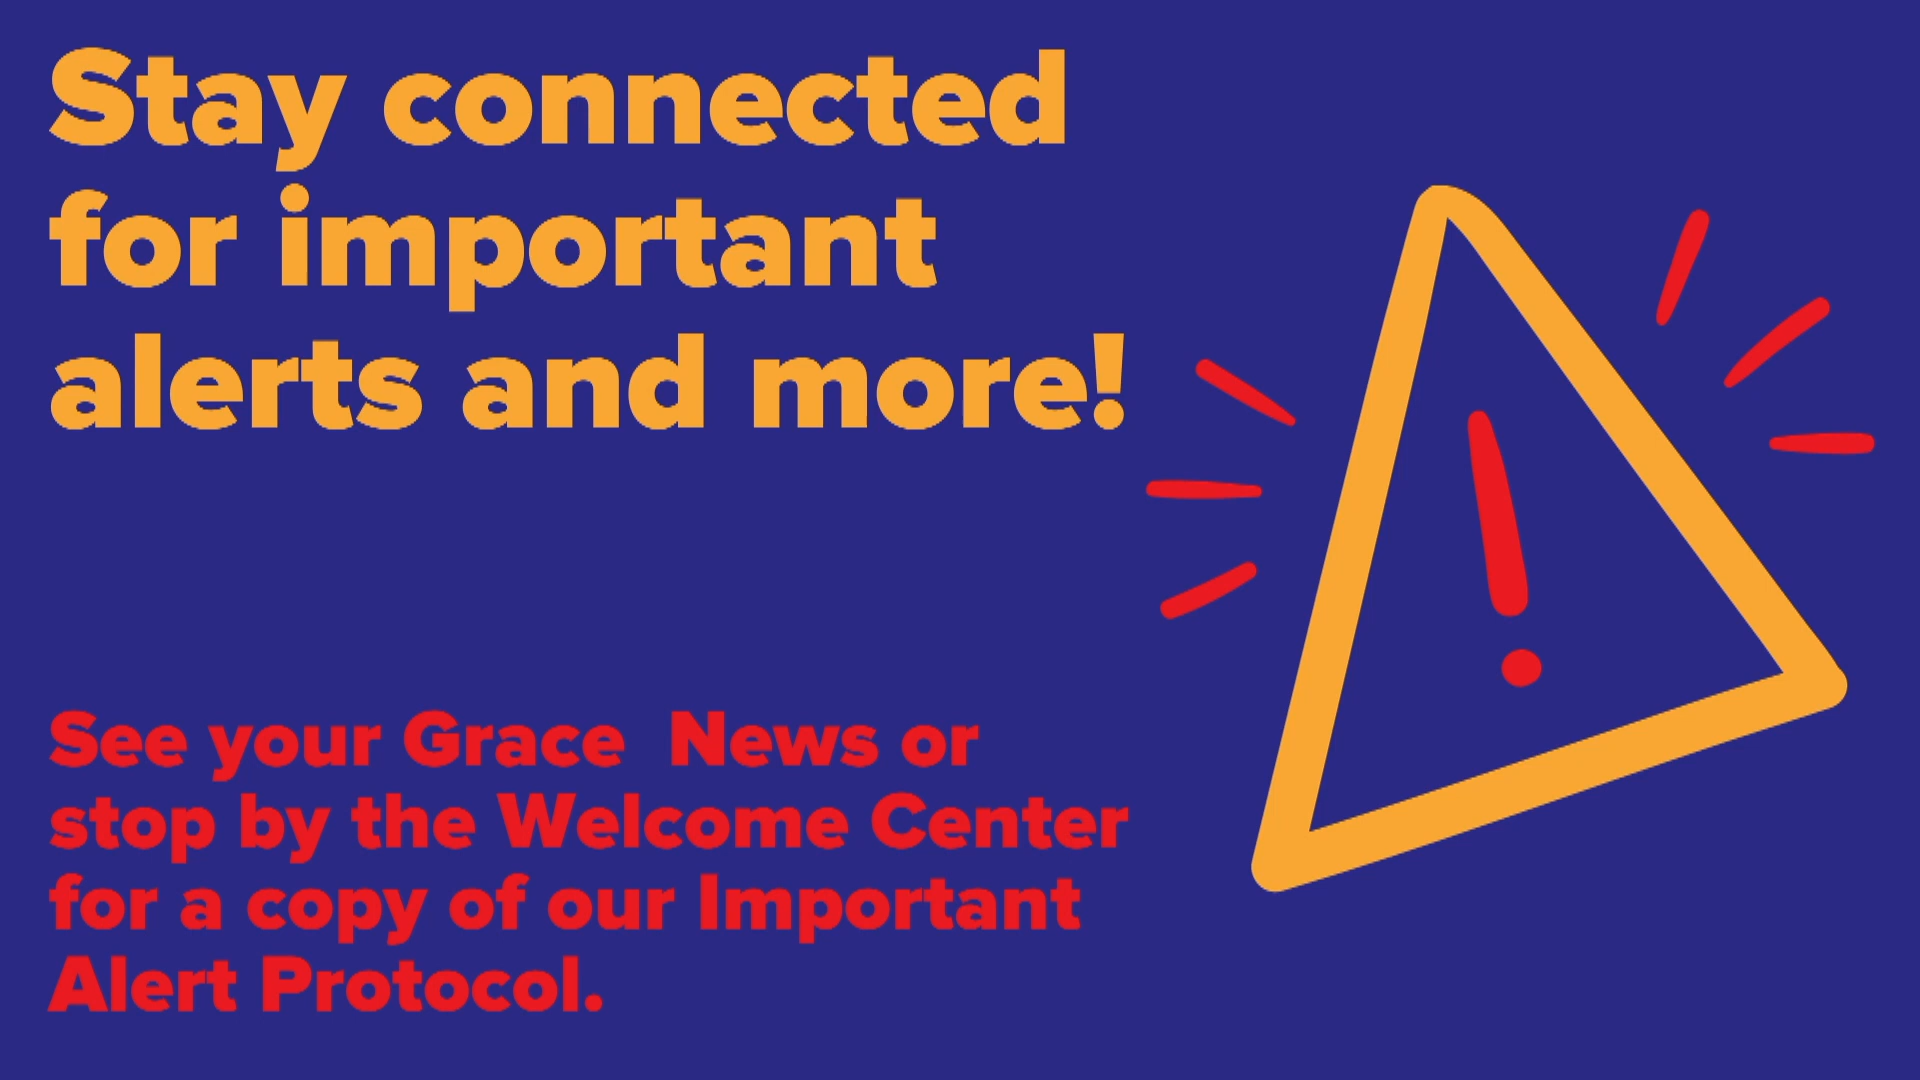 Stay connected
for important
alerts and more!
See your Grace  News or
stop by the Welcome Center
for a copy of our Important
Alert Protocol.